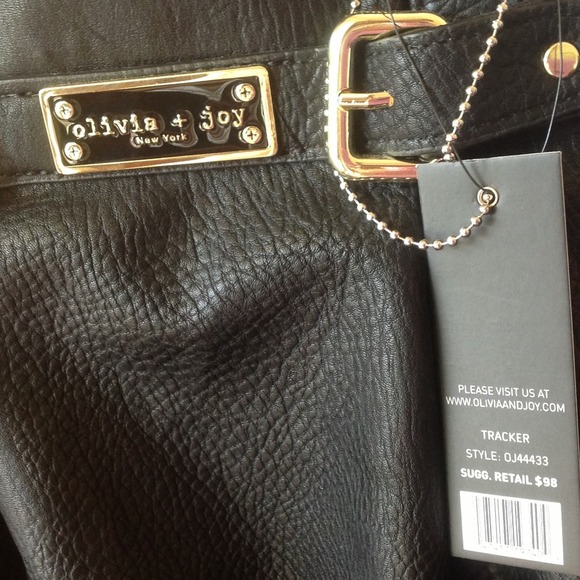 olivia + joy
New York
PLEASE VISIT US AT
WWW.OLIVIAANDJOY.COM
TRACKER
STYLE: OJ44433
SUGG. RETAIL $98